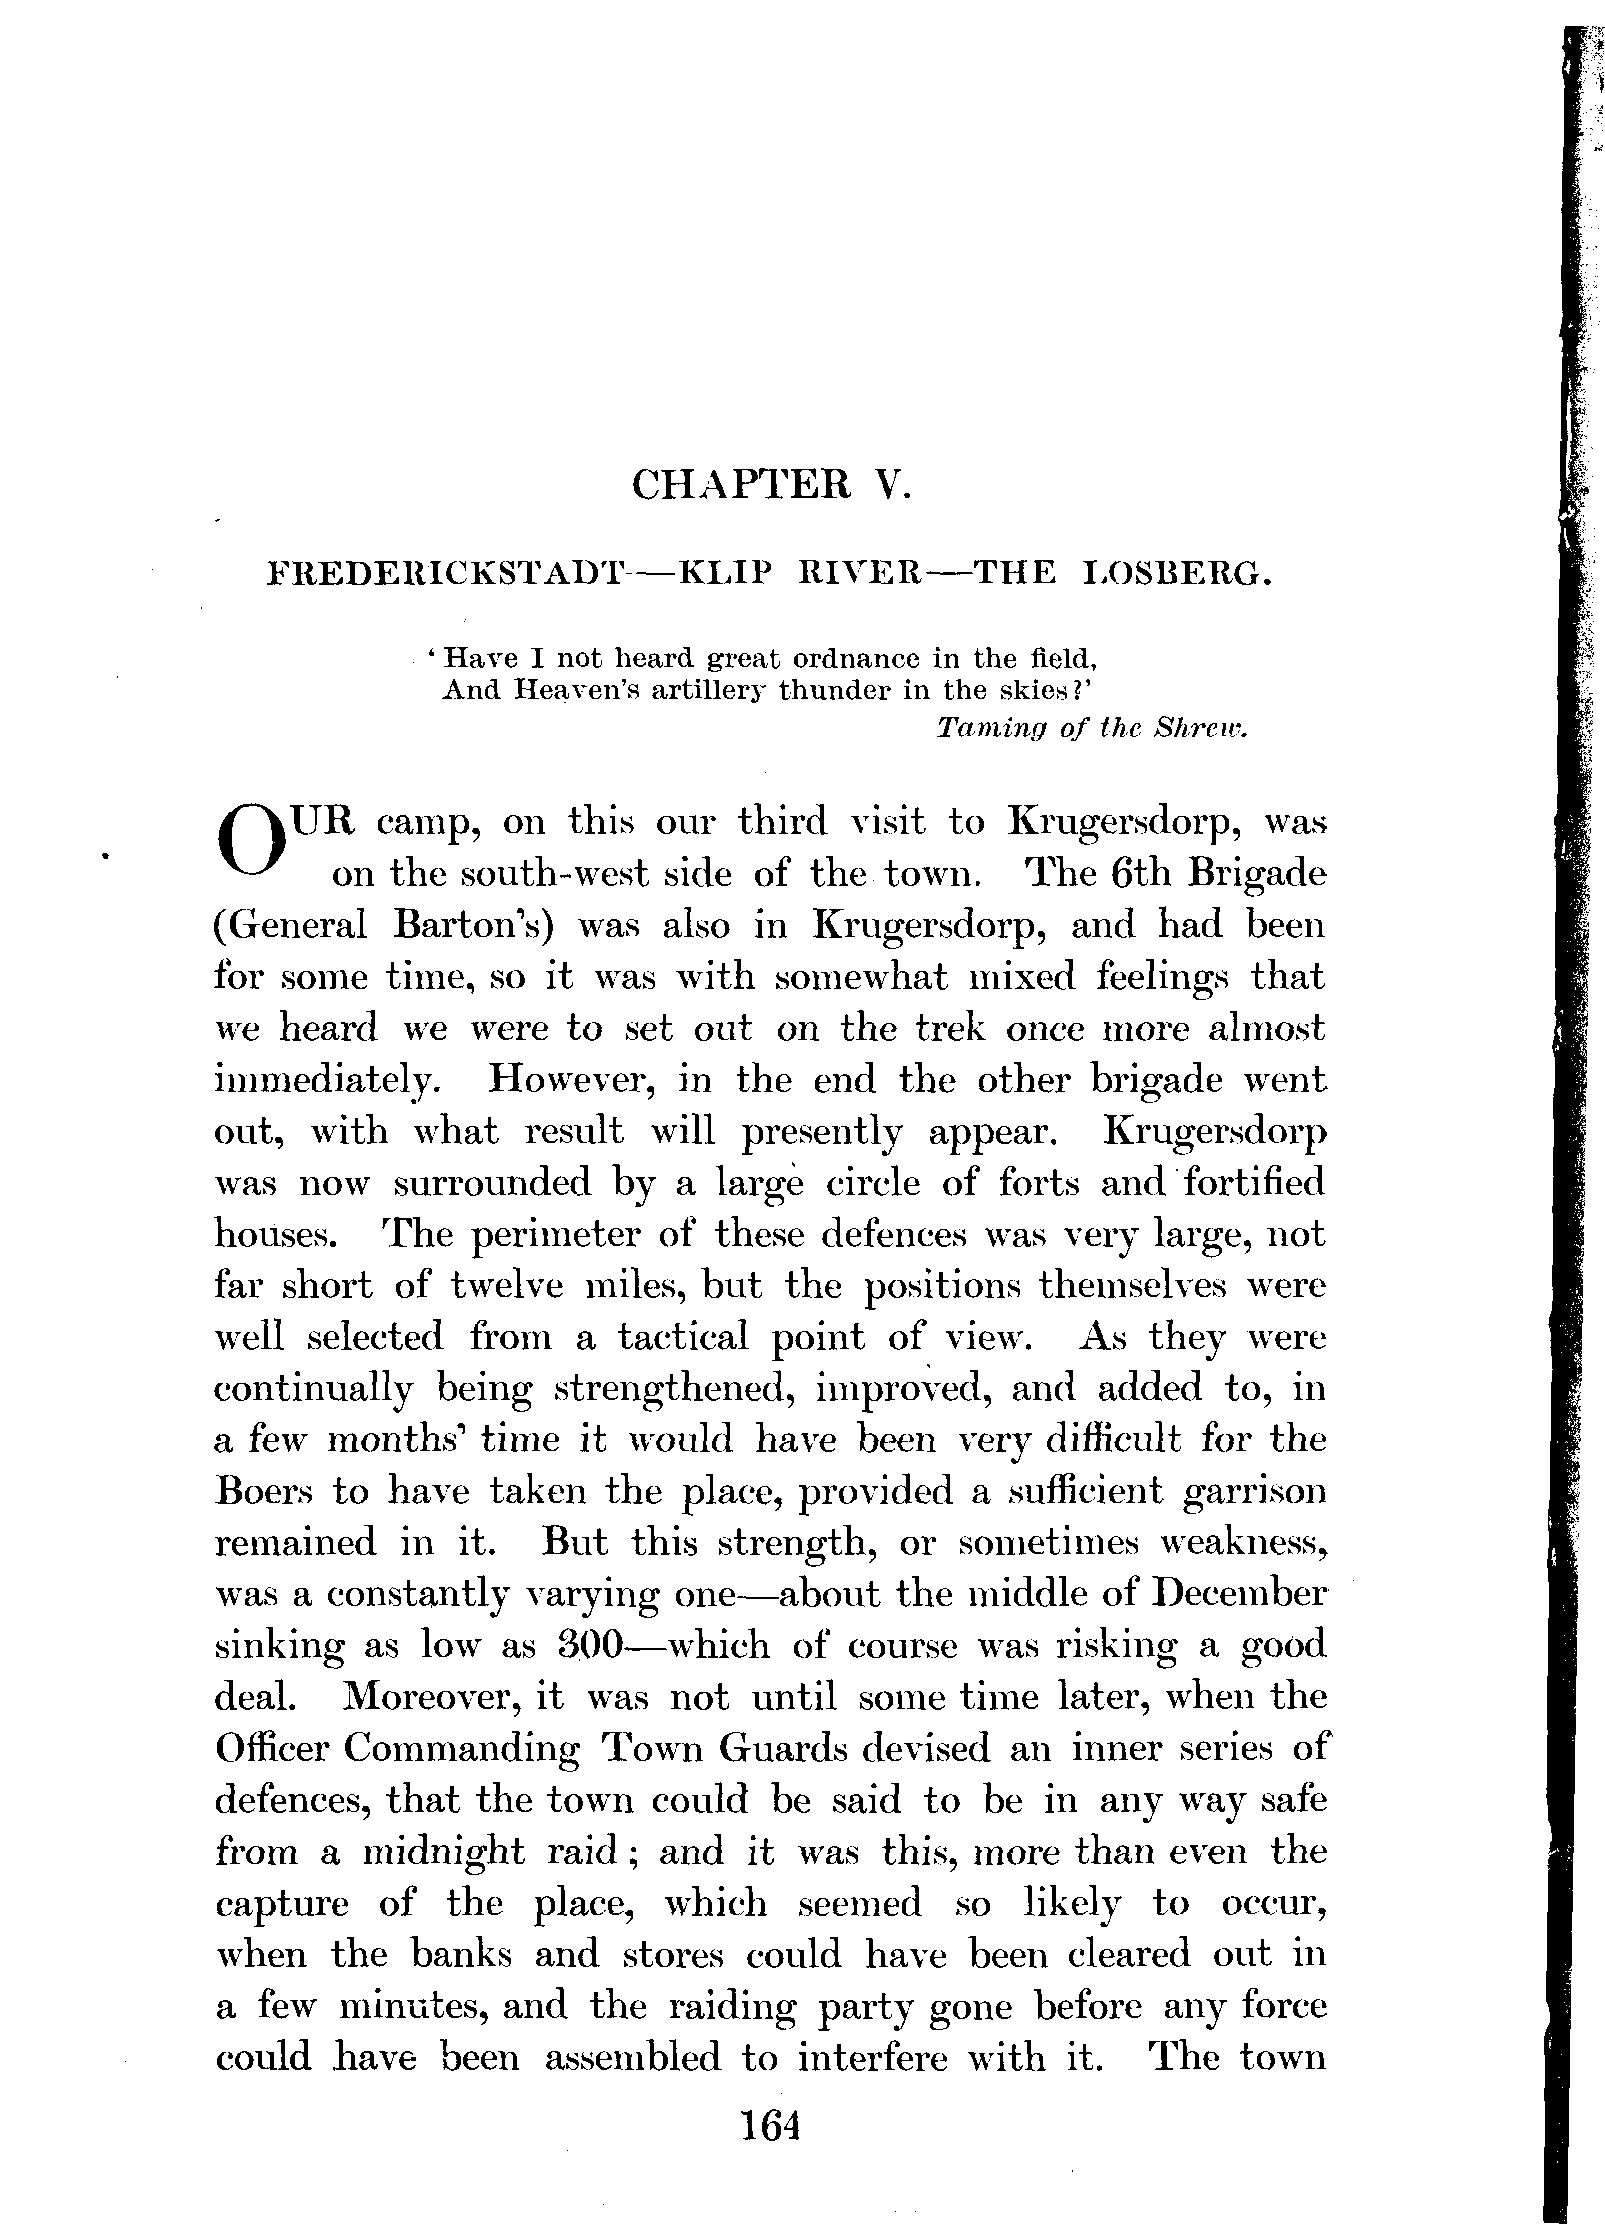 CHAPTER V.
FREDERICKSTADT—KLIP RIVER—THE LOSBERG.
'Have I not heard great ordnance in the field,
And Heaven's artillery thunder in the skies?'
Taming of the Shrew.
OUR camp, on this our third visit to Krugersdorp, was
on the south-west side of the town. The 6th Brigade
(General Barton's) was also in Krugersdorp, and had been
for some time, so it was with somewhat mixed feelings that
we heard we were to set out on the trek once more almost
immediately. However, in the end the other brigade went
out, with what result will presently appear. Krugersdorp
was now surrounded by a large circle of forts and fortified
houses. The perimeter of these defences was very large, not
far short of twelve miles, but the positions themselves were
well selected from a tactical point of view. As they were
continually being strengthened, improved, and added to, in
a few months' time it would have been very difficult for the
Boers to have taken the place, provided a sufficient garrison
remained in it. But this strength, or sometimes weakness,
was a constantly varying one—about the middle of December
sinking as low as 300—which of course was risking a good
deal. Moreover, it was not until some time later, when the
Officer Commanding Town Guards devised an inner series of
defences, that the town could be said to be in any way safe
from a midnight raid; and it was this, more than even the
capture of the place, which seemed so likely to occur,
when the banks and stores could have been cleared out in
a few minutes, and the raiding party gone before any force
could have been assembled to interfere with it. The town
164